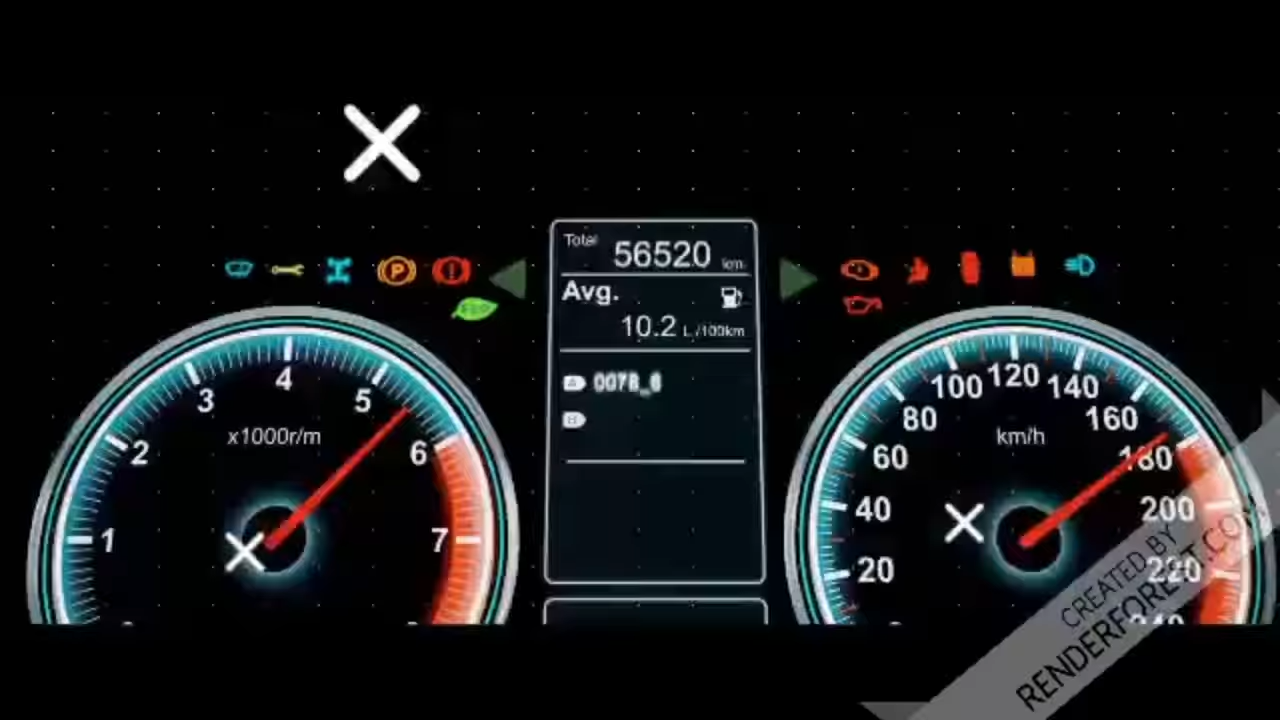 Total 56520 km
Avg.
10.2 L /100km
A
B
x1000r/m
1
2
3
4
5
6
7
km/h
20
40
60
80
100
120
140
160
180
200
220
240
P
CREATED BY
RENDERFOREST.COM